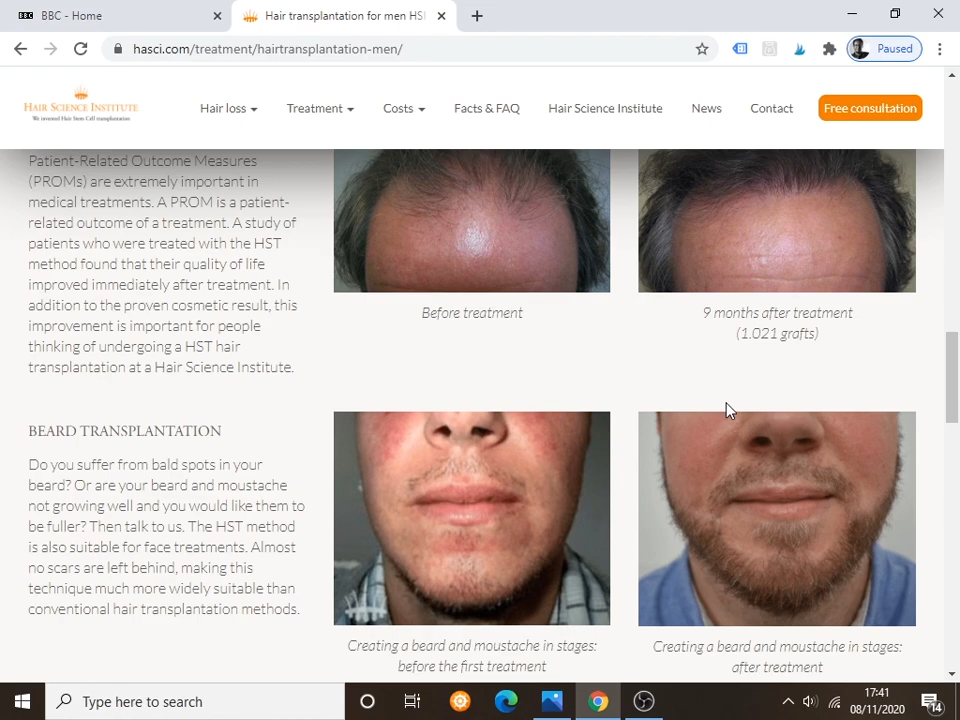 BBC - Home
Hair transplantation for men HS
hasci.com/treatment/hairtransplantation-men/
Paused
HAIR SCIENCE INSTITUTE
We invented Hair Stem Cell transplantation
Hair loss
Treatment
Costs
Facts & FAQ
Hair Science Institute
News
Contact
Free consultation
Patient-Related Outcome Measures
(PROMs) are extremely important in
medical treatments. A PROM is a patient-
related outcome of a treatment. A study of
patients who were treated with the HST
method found that their quality of life
improved immediately after treatment. In
addition to the proven cosmetic result, this
improvement is important for people
thinking of undergoing a HST hair
transplantation at a Hair Science Institute.
Before treatment
9 months after treatment
(1.021 grafts)
BEARD TRANSPLANTATION
Do you suffer from bald spots in your
beard? Or are your beard and moustache
not growing well and you would like them to
be fuller? Then talk to us. The HST method
is also suitable for face treatments. Almost
no scars are left behind, making this
technique much more widely suitable than
conventional hair transplantation methods.
Creating a beard and moustache in stages:
before the first treatment
Creating a beard and moustache in stages:
after treatment
Type here to search
17:41
08/11/2020
14